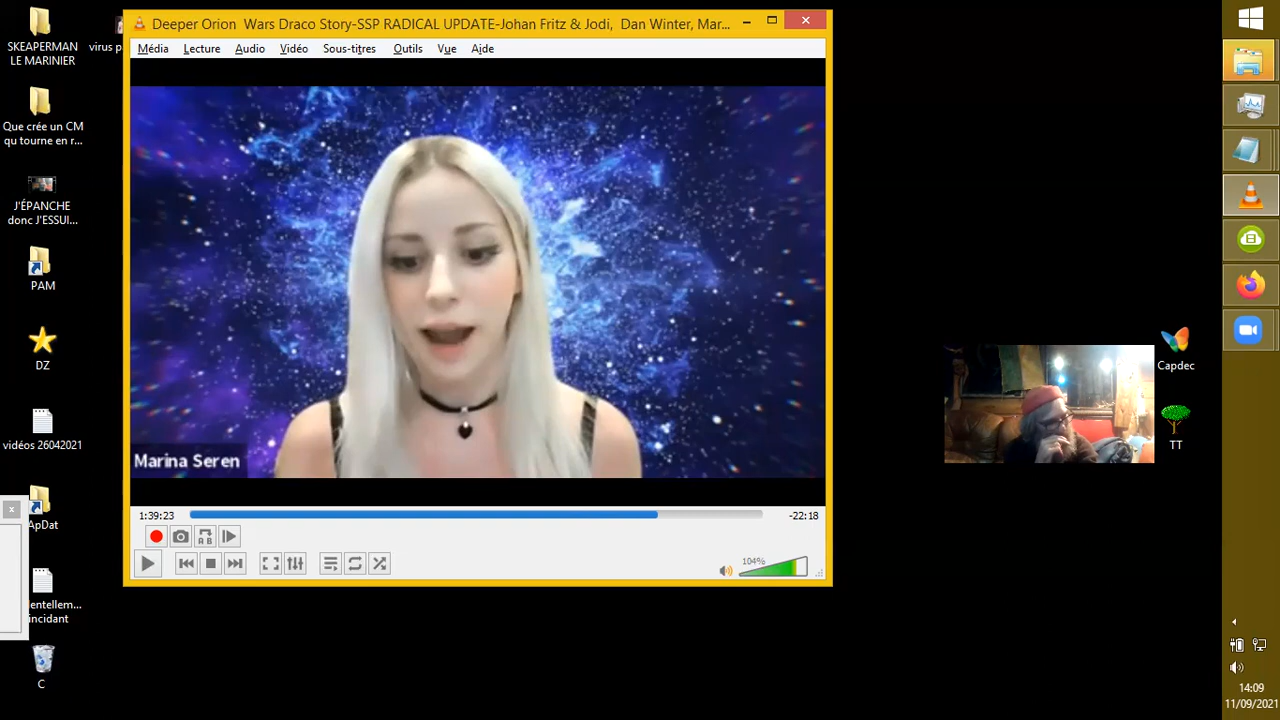 SKEAPERMAN
LE MARINIER
virus p
Que crée un CM
qu tourne en r...
J'ÉPANCHE
donc J'ESSUI...
PAM
DZ
vidéos 26042021
x
ApDat
entellem...
incidant
C
Deeper Orion Wars Draco Story-SSP RADICAL UPDATE-Johan Fritz & Jodi, Dan Winter, Mar...
Média Lecture Audio Vidéo Sous-titres Outils Vue Aide
Marina Seren
1:39:23 -22:18
A B
104%
Capdec
TT
14:09
11/09/2021